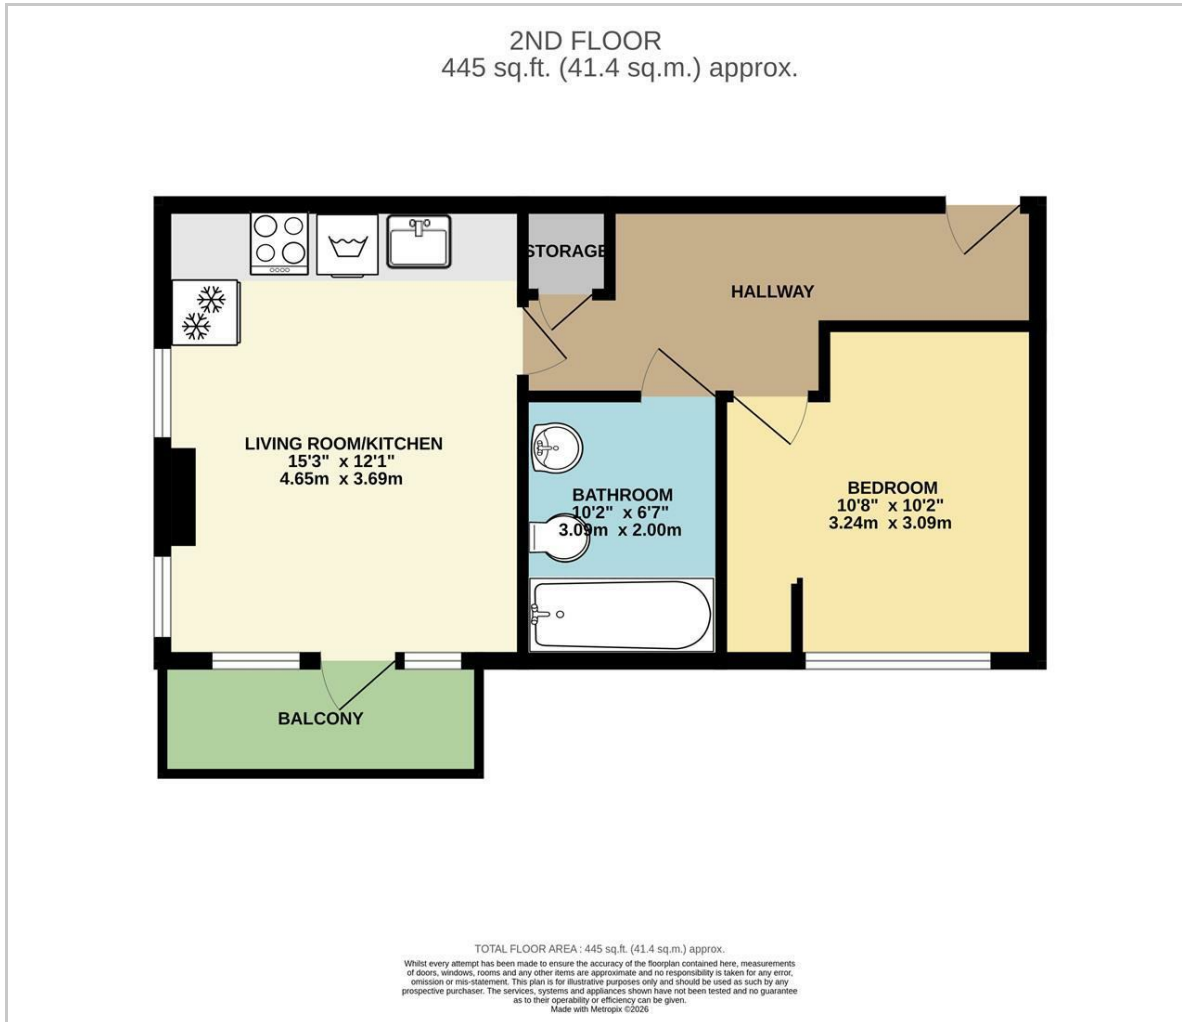 2ND FLOOR
445 sq.ft. (41.4 sq.m.) approx.
STORAGE
HALLWAY
LIVING ROOM/KITCHEN
15'3" x 12'1"
4.65m x 3.69m
BATHROOM
10'2" x 6'7"
3.09m x 2.00m
BEDROOM
10'8" x 10'2"
3.24m x 3.09m
BALCONY
TOTAL FLOOR AREA : 445 sq.ft. (41.4 sq.m.) approx.
Whilst every attempt has been made to ensure the accuracy of the floorplan contained here, measurements
of doors, windows, rooms and any other items are approximate and no responsibility is taken for any error,
omission or mis-statement. This plan is for illustrative purposes only and should be used as such by any
prospective purchaser. The services, systems and appliances shown have not been tested and no guarantee
as to their operability or efficiency can be given.
Made with Metropix ©2026